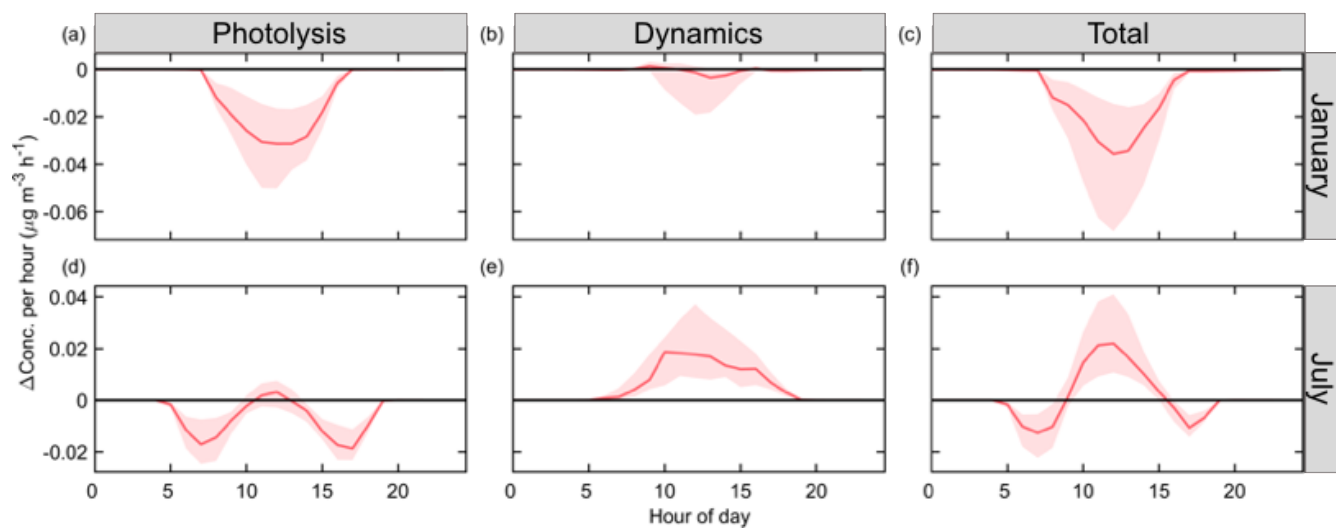 (a) Photolysis (b) Dynamics (c) Total
0
-0.02
-0.04
-0.06
January
ΔConc. per hour (μg m⁻³ h⁻¹)
(d) (e) (f)
0.04
0.02
0
-0.02
July
0 5 10 15 20 0 5 10 15 20 0 5 10 15 20
Hour of day